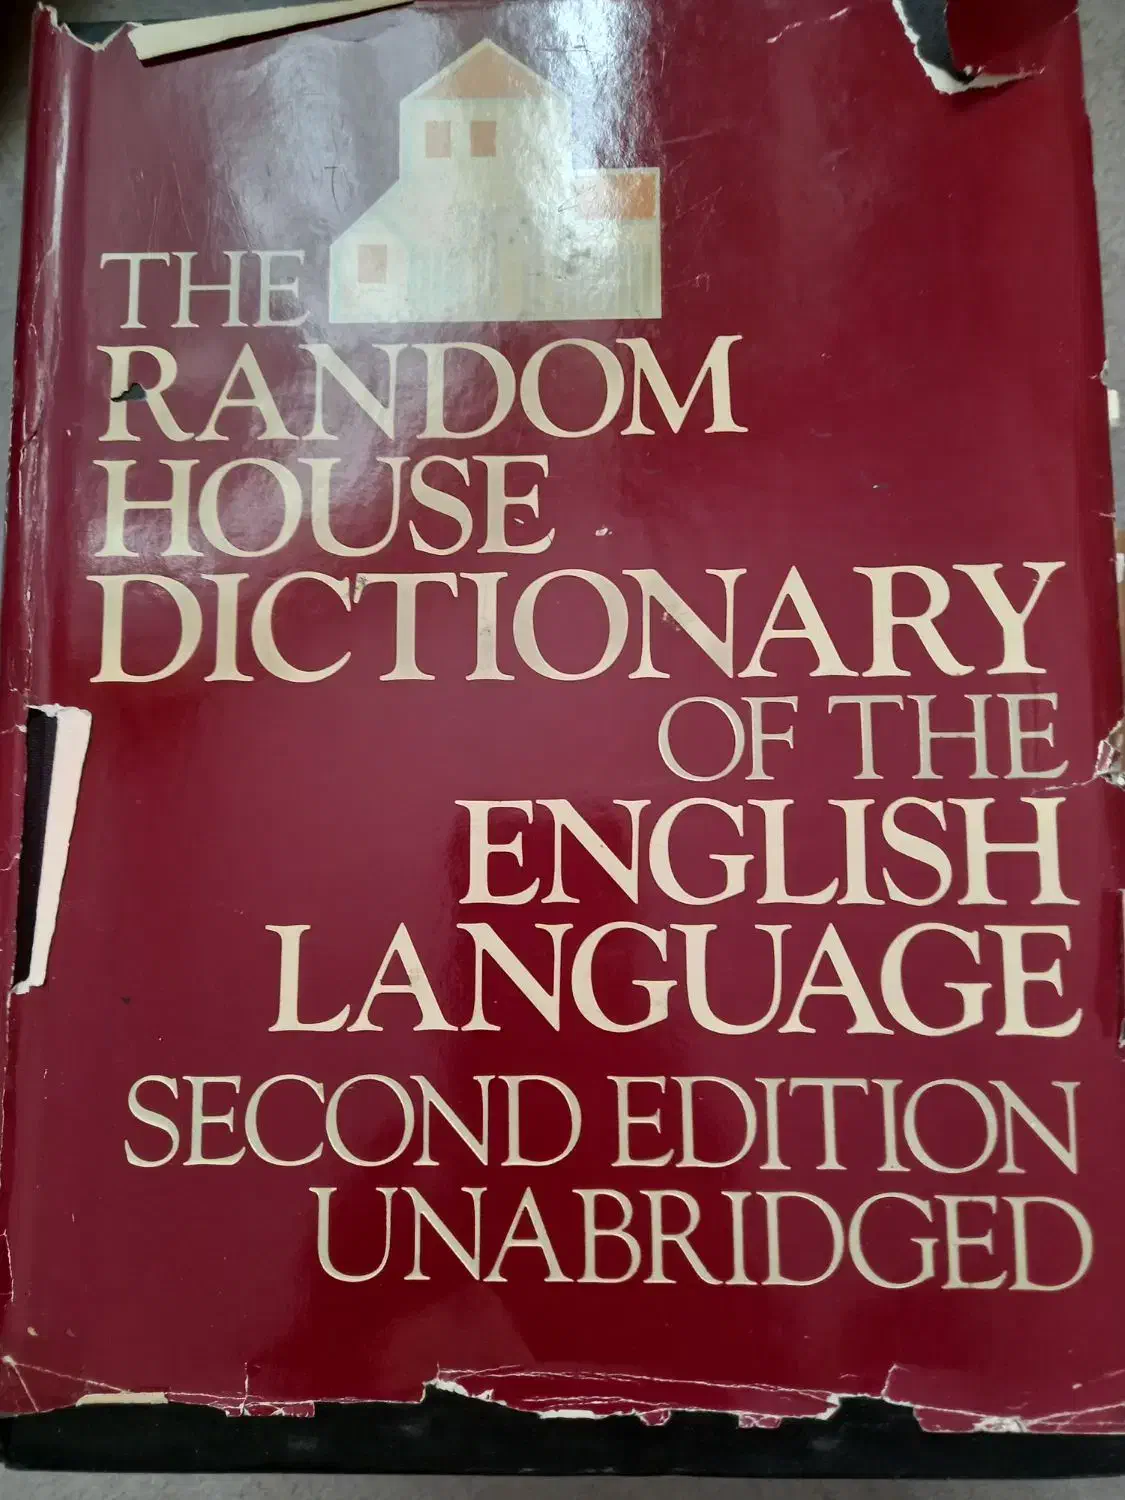 THE
RANDOM
HOUSE
DICTIONARY
OF THE
ENGLISH
LANGUAGE
SECOND EDITION
UNABRIDGED